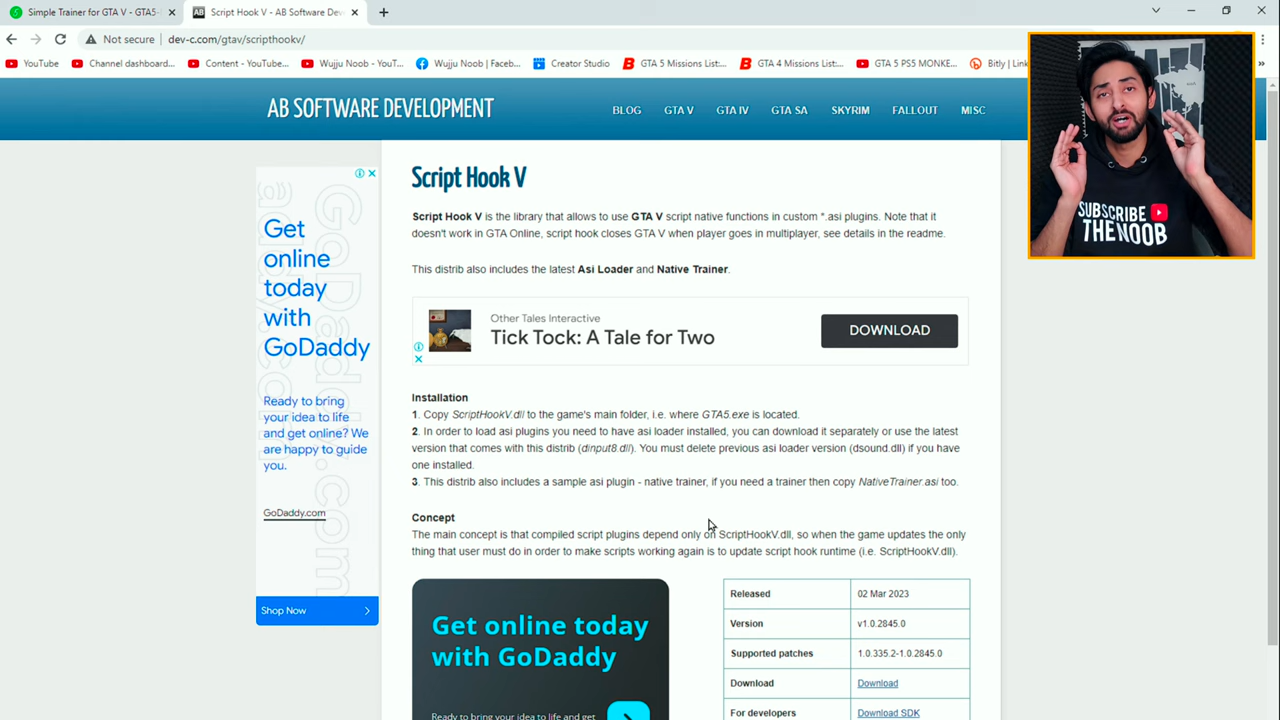 Simple Trainer for GTA V - GTA5-
Script Hook V - AB Software Dev
Not secure
dev-c.com/gtav/scripthookv/
YouTube
Channel dashboard...
Content - YouTube...
Wujju Noob - YouT...
Wujju Noob | Faceb...
Creator Studio
GTA 5 Missions List:...
GTA 4 Missions List:...
GTA 5 PS5 MONKE...
Bitly | Link
AB SOFTWARE DEVELOPMENT
BLOG
GTA V
GTA IV
GTA SA
SKYRIM
FALLOUT
MISC
SUBSCRIBE
THE NOOB
Get
online
today
with
GoDaddy
Ready to bring
your idea to life
and get online? We
are happy to guide
you.
GoDaddy.com
Shop Now
Script Hook V
Script Hook V is the library that allows to use GTA V script native functions in custom *.asi plugins. Note that it
doesn't work in GTA Online, script hook closes GTA V when player goes in multiplayer, see details in the readme.
This distrib also includes the latest Asi Loader and Native Trainer.
Other Tales Interactive
Tick Tock: A Tale for Two
DOWNLOAD
Installation
1. Copy ScriptHookV.dll to the game's main folder, i.e. where GTA5.exe is located.
2. In order to load asi plugins you need to have asi loader installed, you can download it separately or use the latest
version that comes with this distrib (dinput8.dll). You must delete previous asi loader version (dsound.dll) if you have
one installed.
3. This distrib also includes a sample asi plugin - native trainer, if you need a trainer then copy NativeTrainer.asi too.
Concept
The main concept is that compiled script plugins depend only on ScriptHookV.dll, so when the game updates the only
thing that user must do in order to make scripts working again is to update script hook runtime (i.e. ScriptHookV.dll).
Get online today
with GoDaddy
Ready to bring your idea to life and get
Released 02 Mar 2023
Version v1.0.2845.0
Supported patches 1.0.335.2-1.0.2845.0
Download Download
For developers Download SDK